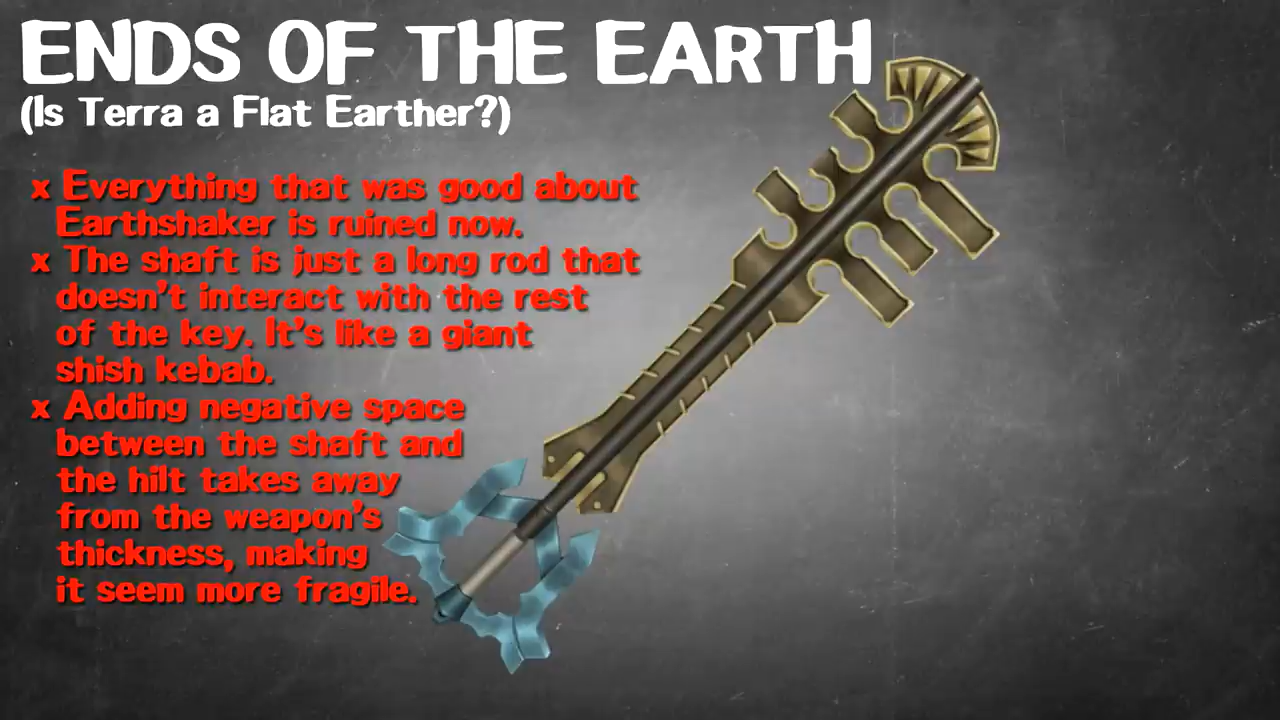 ENDS OF THE EARTH
(Is Terra a Flat Earther?)
x Everything that was good about
Earthshaker is ruined now.
x The shaft is just a long rod that
doesn't interact with the rest
of the key. It's like a giant
shish kebab.
x Adding negative space
between the shaft and
the hilt takes away
from the weapon's
thickness, making
it seem more fragile.